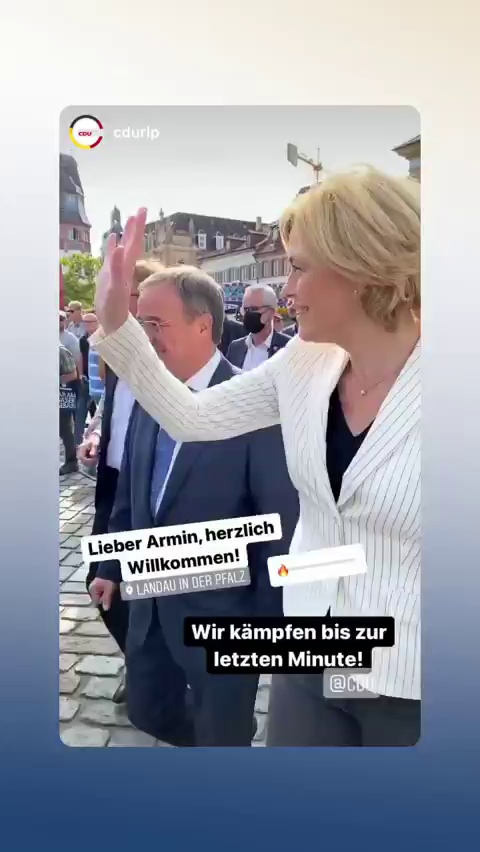 CDU
cdurlp
Lieber Armin, herzlich
Willkommen!
LANDAU IN DER PFALZ
Wir kämpfen bis zur
letzten Minute!
@CDU